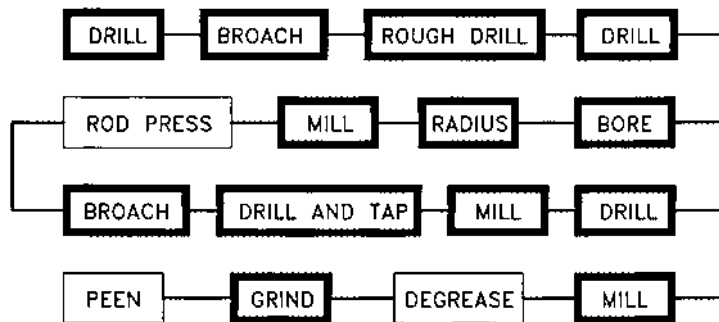 DRILL BROACH ROUGH DRILL DRILL
ROD PRESS MILL RADIUS BORE
BROACH DRILL AND TAP MILL DRILL
PEEN GRIND DEGREASE MILL